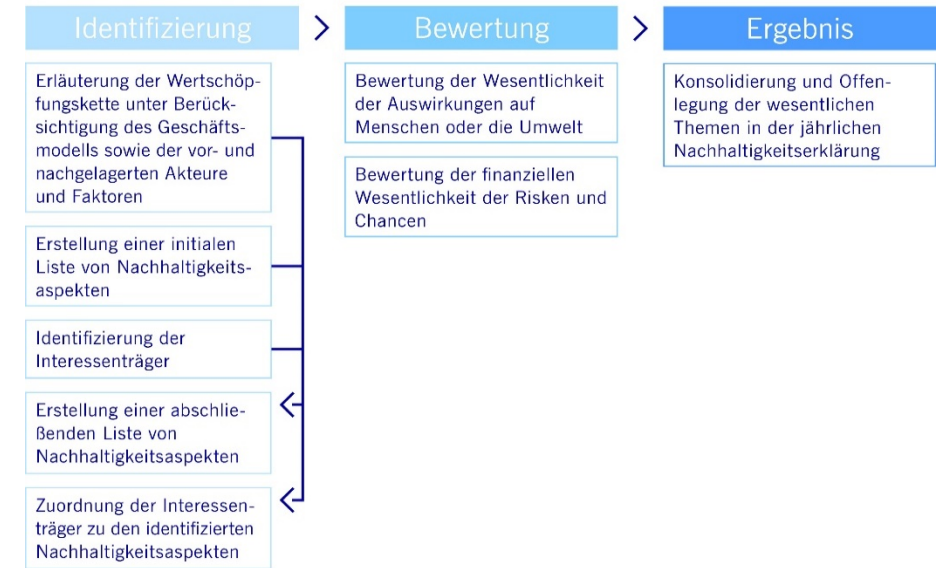 Identifizierung
Erläuterung der Wertschöp-
fungskette unter Berück-
sichtigung des Geschäfts-
modells sowie der vor- und
nachgelagerten Akteure
und Faktoren
Erstellung einer initialen
Liste von Nachhaltigkeits-
aspekten
Identifizierung der
Interessenträger
Erstellung einer abschlie-
ßenden Liste von
Nachhaltigkeitsaspekten
Zuordnung der Interessen-
träger zu den identifizierten
Nachhaltigkeitsaspekten
Bewertung
Bewertung der Wesentlichkeit
der Auswirkungen auf
Menschen oder die Umwelt
Bewertung der finanziellen
Wesentlichkeit der Risken und
Chancen
Ergebnis
Konsolidierung und Offen-
legung der wesentlichen
Themen in der jährlichen
Nachhaltigkeitserklärung